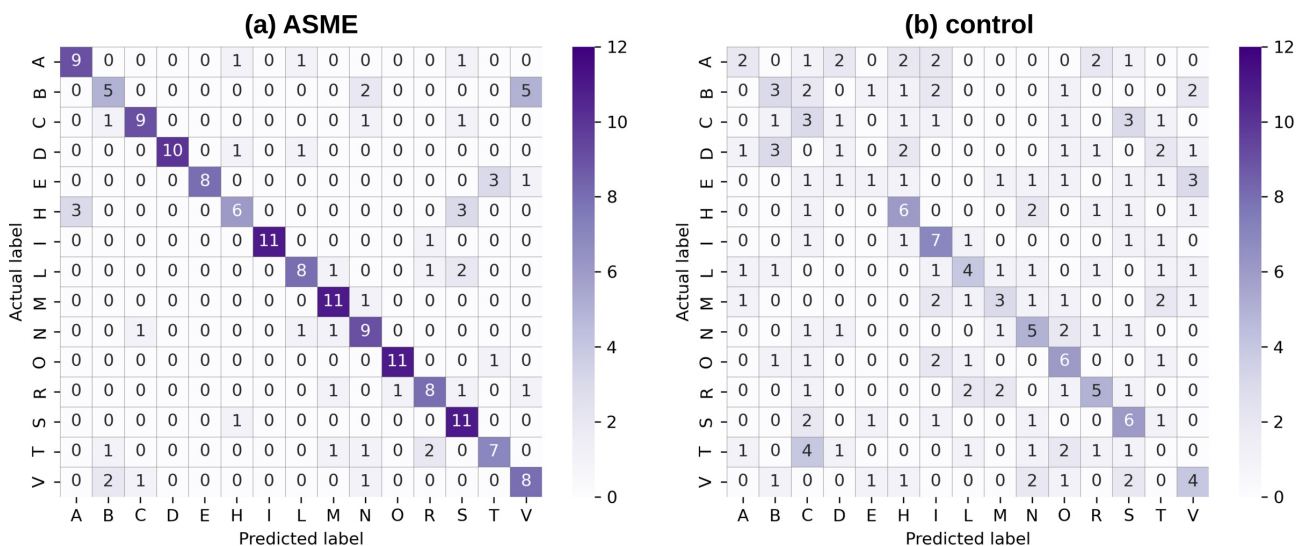 (a) ASME
A 9 0 0 0 0 1 0 1 0 0 0 0 1 0 0
B 0 5 0 0 0 0 0 0 0 2 0 0 0 0 5
C 0 1 9 0 0 0 0 0 0 1 0 0 1 0 0
D 0 0 0 10 0 1 0 1 0 0 0 0 0 0 0
E 0 0 0 0 8 0 0 0 0 0 0 0 0 3 1
H 3 0 0 0 0 6 0 0 0 0 0 0 3 0 0
I 0 0 0 0 0 0 11 0 0 0 0 1 0 0 0
L 0 0 0 0 0 0 0 8 1 0 0 1 2 0 0
M 0 0 0 0 0 0 0 0 11 1 0 0 0 0 0
N 0 0 1 0 0 0 0 1 1 9 0 0 0 0 0
O 0 0 0 0 0 0 0 0 0 0 11 0 0 1 0
R 0 0 0 0 0 0 0 0 1 0 1 8 1 0 1
S 0 0 0 0 0 1 0 0 0 0 0 0 11 0 0
T 0 1 0 0 0 0 0 0 1 1 0 2 0 7 0
V 0 2 1 0 0 0 0 0 0 1 0 0 0 0 8
A B C D E H I L M N O R S T V
Predicted label
Actual label
12
10
8
6
4
2
0
(b) control
A 2 0 1 2 0 2 2 0 0 0 0 2 1 0 0
B 0 3 2 0 1 1 2 0 0 0 1 0 0 0 2
C 0 1 3 1 0 1 1 0 0 0 1 0 3 1 0
D 1 3 0 1 0 2 0 0 0 0 1 1 0 2 1
E 0 0 1 1 1 1 0 0 1 1 1 0 1 1 3
H 0 0 1 0 0 6 0 0 0 2 0 1 1 0 1
I 0 0 1 0 0 1 7 1 0 0 0 0 1 1 0
L 1 1 0 0 0 0 1 4 1 1 0 1 0 1 1
M 1 0 0 0 0 0 2 1 3 1 1 0 0 2 1
N 0 0 1 1 0 0 0 0 1 5 2 1 1 0 0
O 0 1 1 0 0 0 2 1 0 0 6 0 0 1 0
R 0 0 1 0 0 0 0 2 2 0 1 5 1 0 0
S 0 0 2 0 1 0 1 0 0 1 0 0 6 1 0
T 1 0 4 1 0 0 0 1 0 1 2 1 1 0 0
V 0 1 0 0 1 1 0 0 0 2 1 0 2 0 4
A B C D E H I L M N O R S T V
Predicted label
Actual label
12
10
8
6
4
2
0